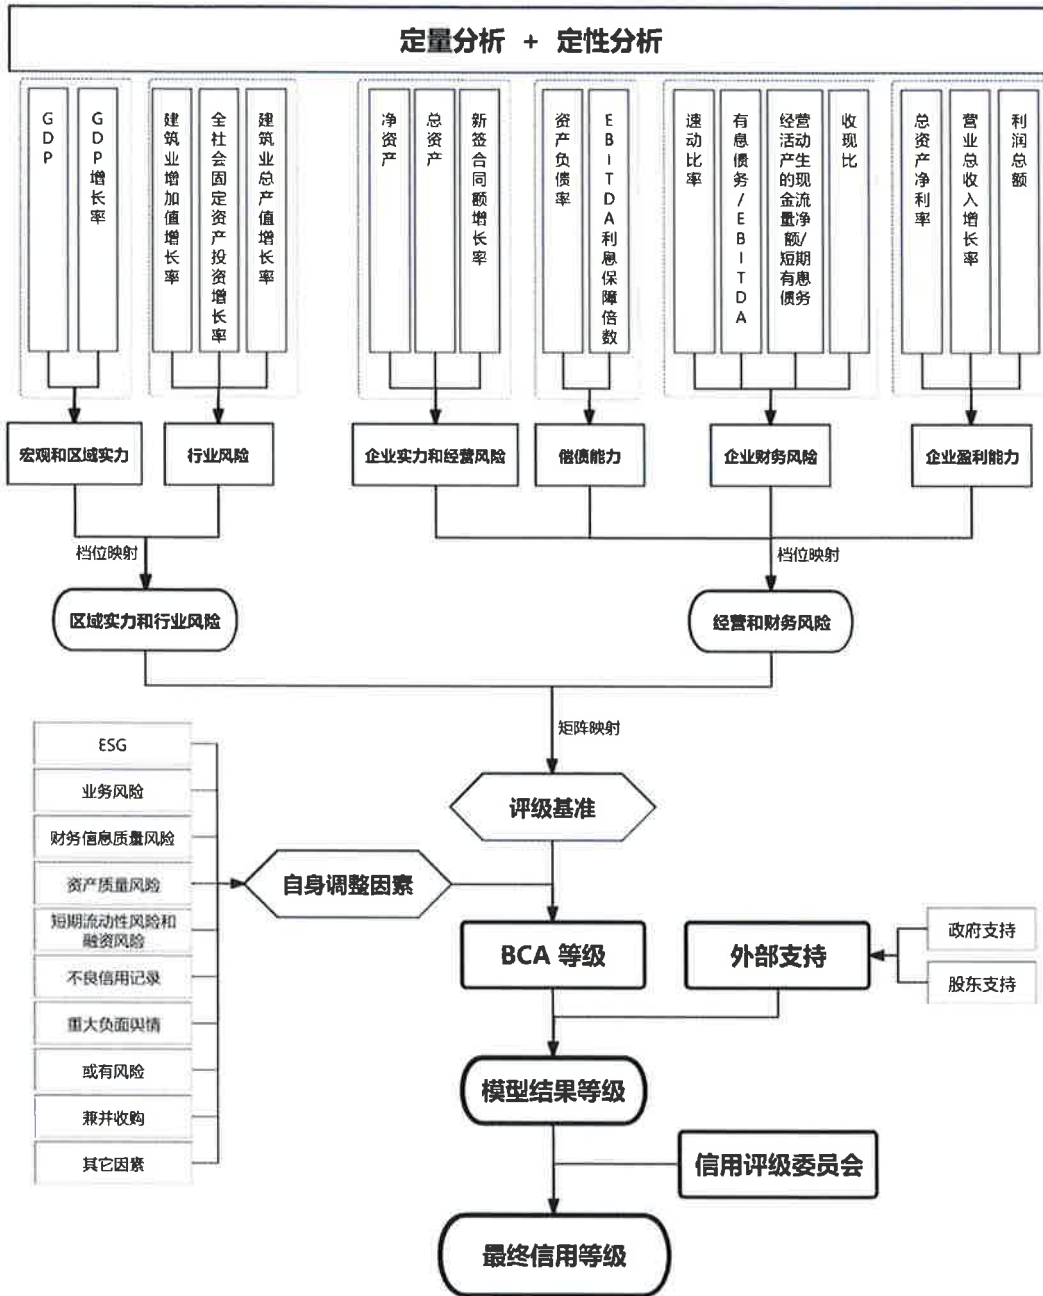 定量分析 + 定性分析
GDP
GDP增长率
建筑业增加值增长率
全社会固定资产投资增长率
建筑业总产值增长率
净资产
总资产
新签合同额增长率
资产负债率
EBITDA利息保障倍数
速动比率
有息债务/EBITDA
经营活动产生的现金流量净额/短期有息债务
收现比
总资产净利率
营业总收入增长率
利润总额
宏观和区域实力
行业风险
企业实力和经营风险
偿债能力
企业财务风险
企业盈利能力
档位映射
档位映射
区域实力和行业风险
经营和财务风险
矩阵映射
ESG
业务风险
财务信息质量风险
资产质量风险
短期流动性风险和
融资风险
不良信用记录
重大负面舆情
或有风险
兼并收购
其它因素
评级基准
自身调整因素
BCA 等级
外部支持
政府支持
股东支持
模型结果等级
信用评级委员会
最终信用等级